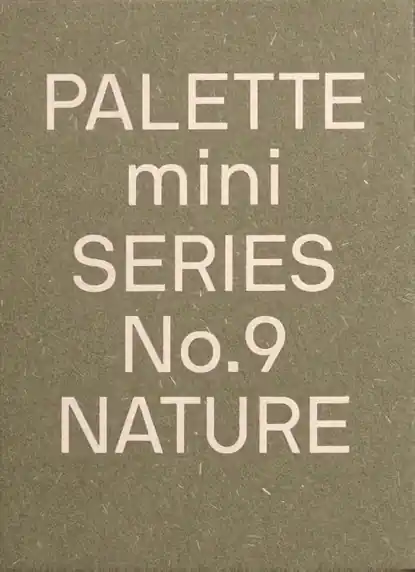 PALETTE
mini
SERIES
No.9
NATURE